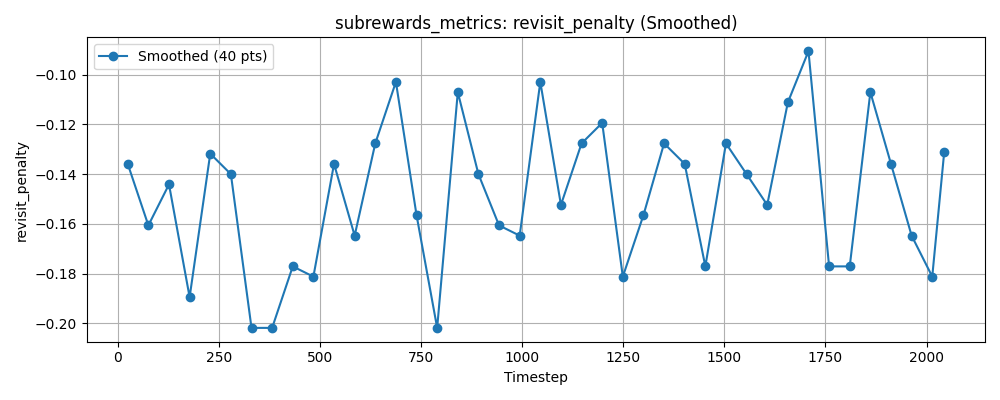 subrewards_metrics: revisit_penalty (Smoothed)
Smoothed (40 pts)
−0.10
−0.12
−0.14
−0.16
−0.18
−0.20
revisit_penalty
0 250 500 750 1000 1250 1500 1750 2000
Timestep